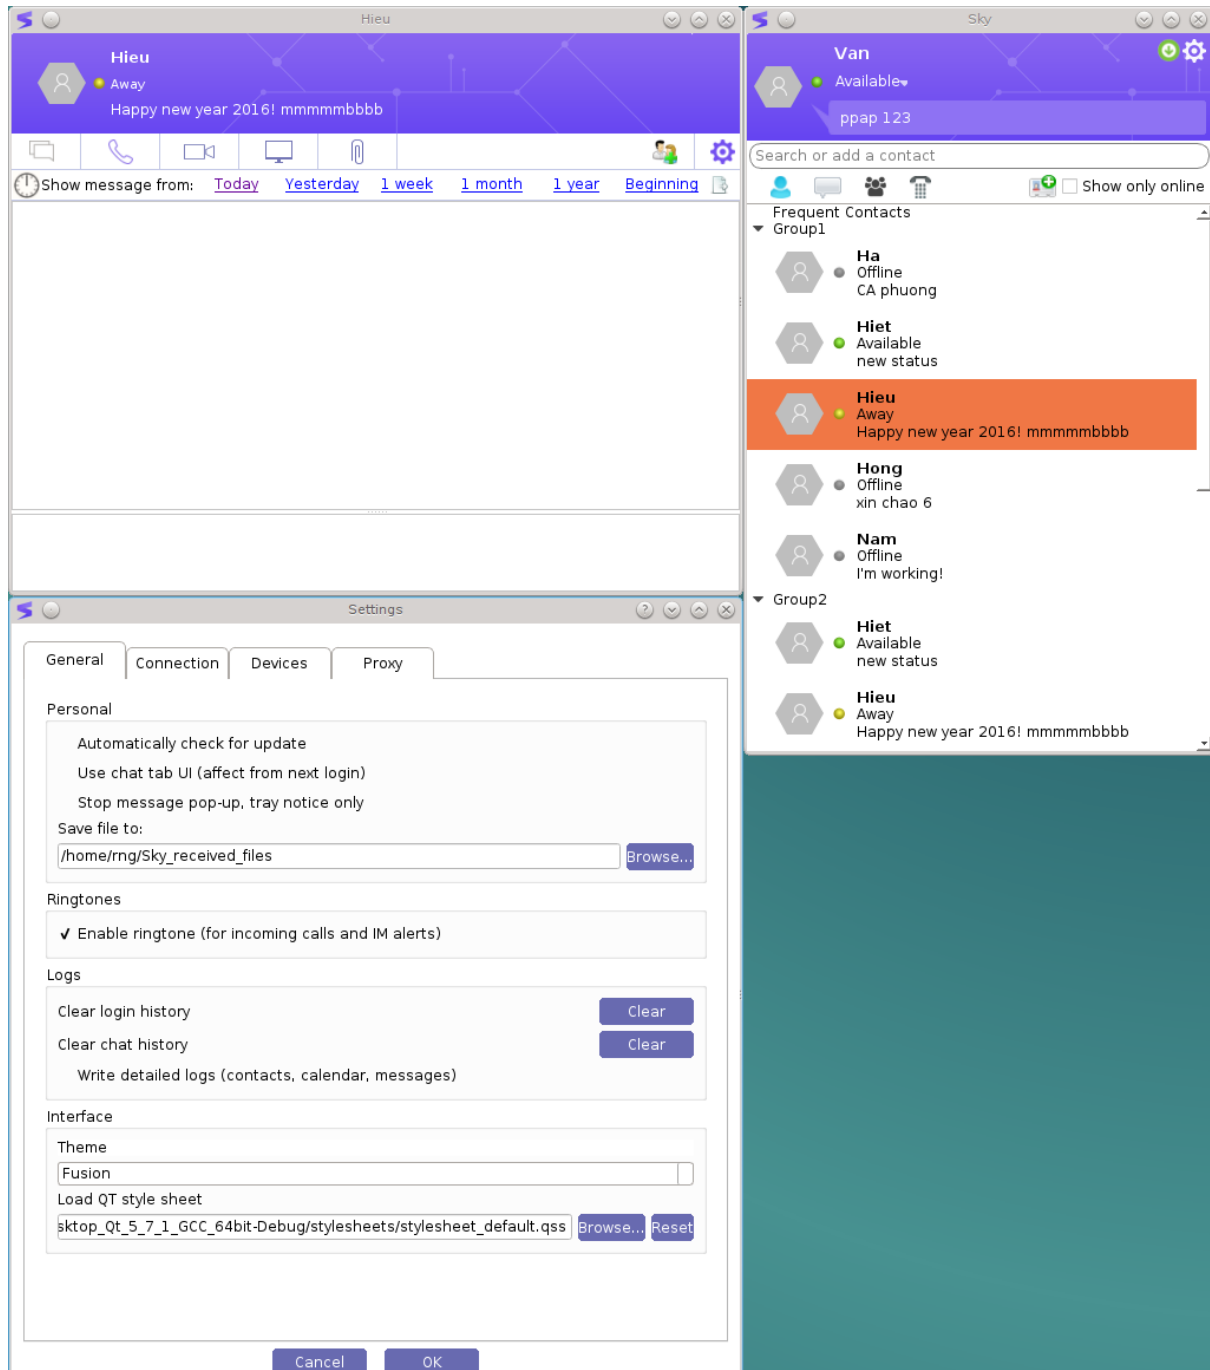 Hieu
Hieu
Away
Happy new year 2016! mmmmmbbbb
Show message from: Today Yesterday 1 week 1 month 1 year Beginning
Sky
Van
Available
ppap 123
Search or add a contact
Show only online
Frequent Contacts
Group1
Ha
Offline
CA phuong
Hiet
Available
new status
Hieu
Away
Happy new year 2016! mmmmmbbbb
Hong
Offline
xin chao 6
Nam
Offline
I'm working!
Group2
Hiet
Available
new status
Hieu
Away
Happy new year 2016! mmmmmbbbb
Settings
General Connection Devices Proxy
Personal
Automatically check for update
Use chat tab UI (affect from next login)
Stop message pop-up, tray notice only
Save file to:
/home/rng/Sky_received_files Browse...
Ringtones
Enable ringtone (for incoming calls and IM alerts)
Logs
Clear login history Clear
Clear chat history Clear
Write detailed logs (contacts, calendar, messages)
Interface
Theme
Fusion
Load QT style sheet
sktop_Qt_5_7_1_GCC_64bit-Debug/stylesheets/stylesheet_default.qss Browse... Reset
Cancel OK